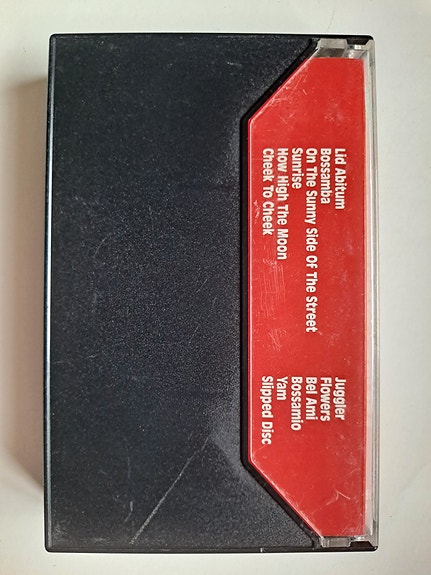 Lid Abitum
Bossamba
On The Sunny Side Of The Street
Sunrise
How High The Moon
Cheek To Cheek
Juggler
Flowers
Bel Ami
Bossamio
Yam
Slipped Disc